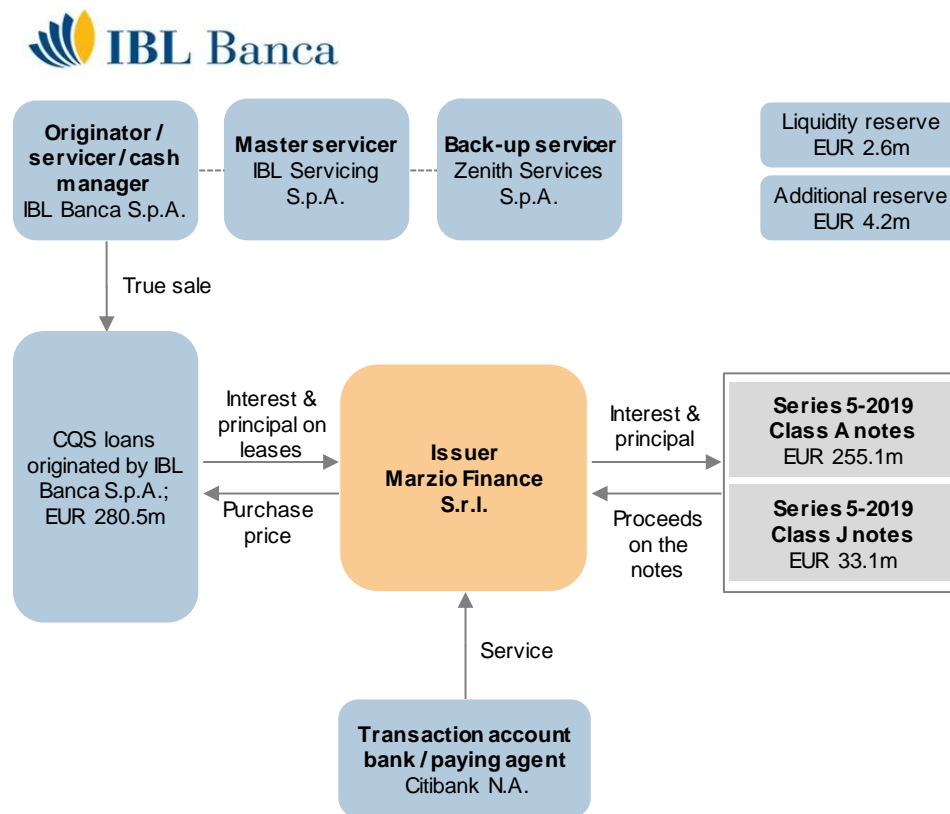 IBL Banca
Originator /
servicer / cash
manager
IBL Banca S.p.A.
Master servicer
IBL Servicing
S.p.A.
Back-up servicer
Zenith Services
S.p.A.
Liquidity reserve
EUR 2.6m
Additional reserve
EUR 4.2m
True sale
CQS loans
originated by IBL
Banca S.p.A.;
EUR 280.5m
Interest &
principal on
leases
Purchase
price
Issuer
Marzio Finance
S.r.l.
Interest &
principal
Proceeds
on the
notes
Series 5-2019
Class A notes
EUR 255.1m
Series 5-2019
Class J notes
EUR 33.1m
Service
Transaction account
bank / paying agent
Citibank N.A.